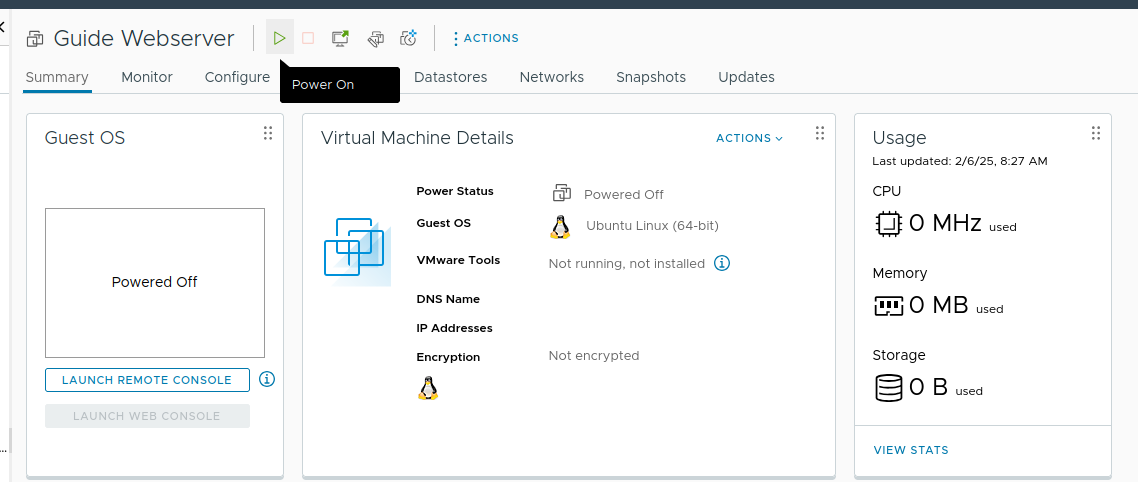 Guide Webserver
ACTIONS
Summary
Monitor
Configure
Datastores
Networks
Snapshots
Updates
Power On
Guest OS
Powered Off
LAUNCH REMOTE CONSOLE
LAUNCH WEB CONSOLE
...
Virtual Machine Details
ACTIONS
Power Status
Powered Off
Guest OS
Ubuntu Linux (64-bit)
VMware Tools
Not running, not installed
DNS Name
IP Addresses
Encryption
Not encrypted
Usage
Last updated: 2/6/25, 8:27 AM
CPU
0 MHz used
Memory
0 MB used
Storage
0 B used
VIEW STATS